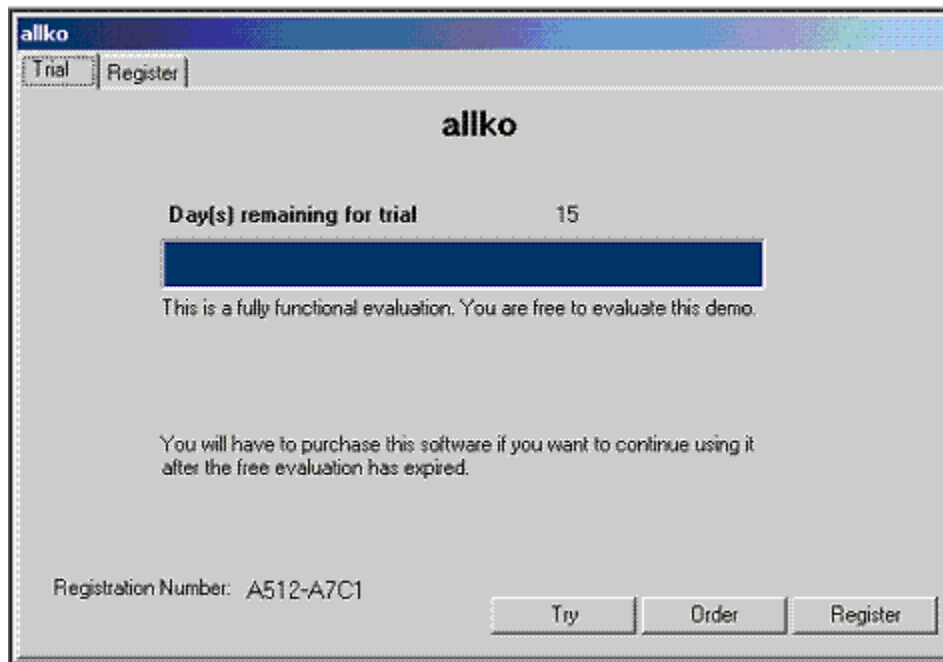 allko
Trial Register
allko
Day(s) remaining for trial 15
This is a fully functional evaluation. You are free to evaluate this demo.
You will have to purchase this software if you want to continue using it
after the free evaluation has expired.
Registration Number: A512-A7C1
Try Order Register